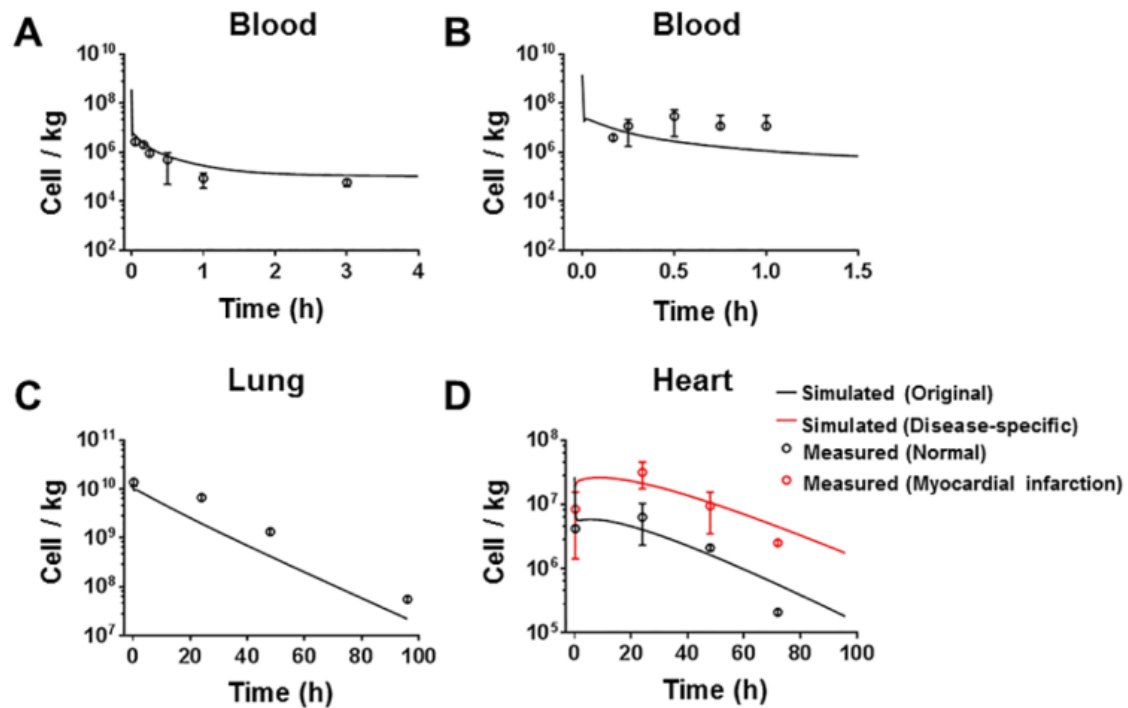 A
Blood
10^10
10^8
10^6
10^4
10^2
Cell / kg
0 1 2 3 4
Time (h)
B
Blood
10^10
10^8
10^6
10^4
10^2
Cell / kg
0.0 0.5 1.0 1.5
Time (h)
C
Lung
10^11
10^10
10^9
10^8
10^7
Cell / kg
0 20 40 60 80 100
Time (h)
D
Heart
10^8
10^7
10^6
10^5
Cell / kg
0 20 40 60 80 100
Time (h)
Simulated (Original)
Simulated (Disease-specific)
Measured (Normal)
Measured (Myocardial infarction)